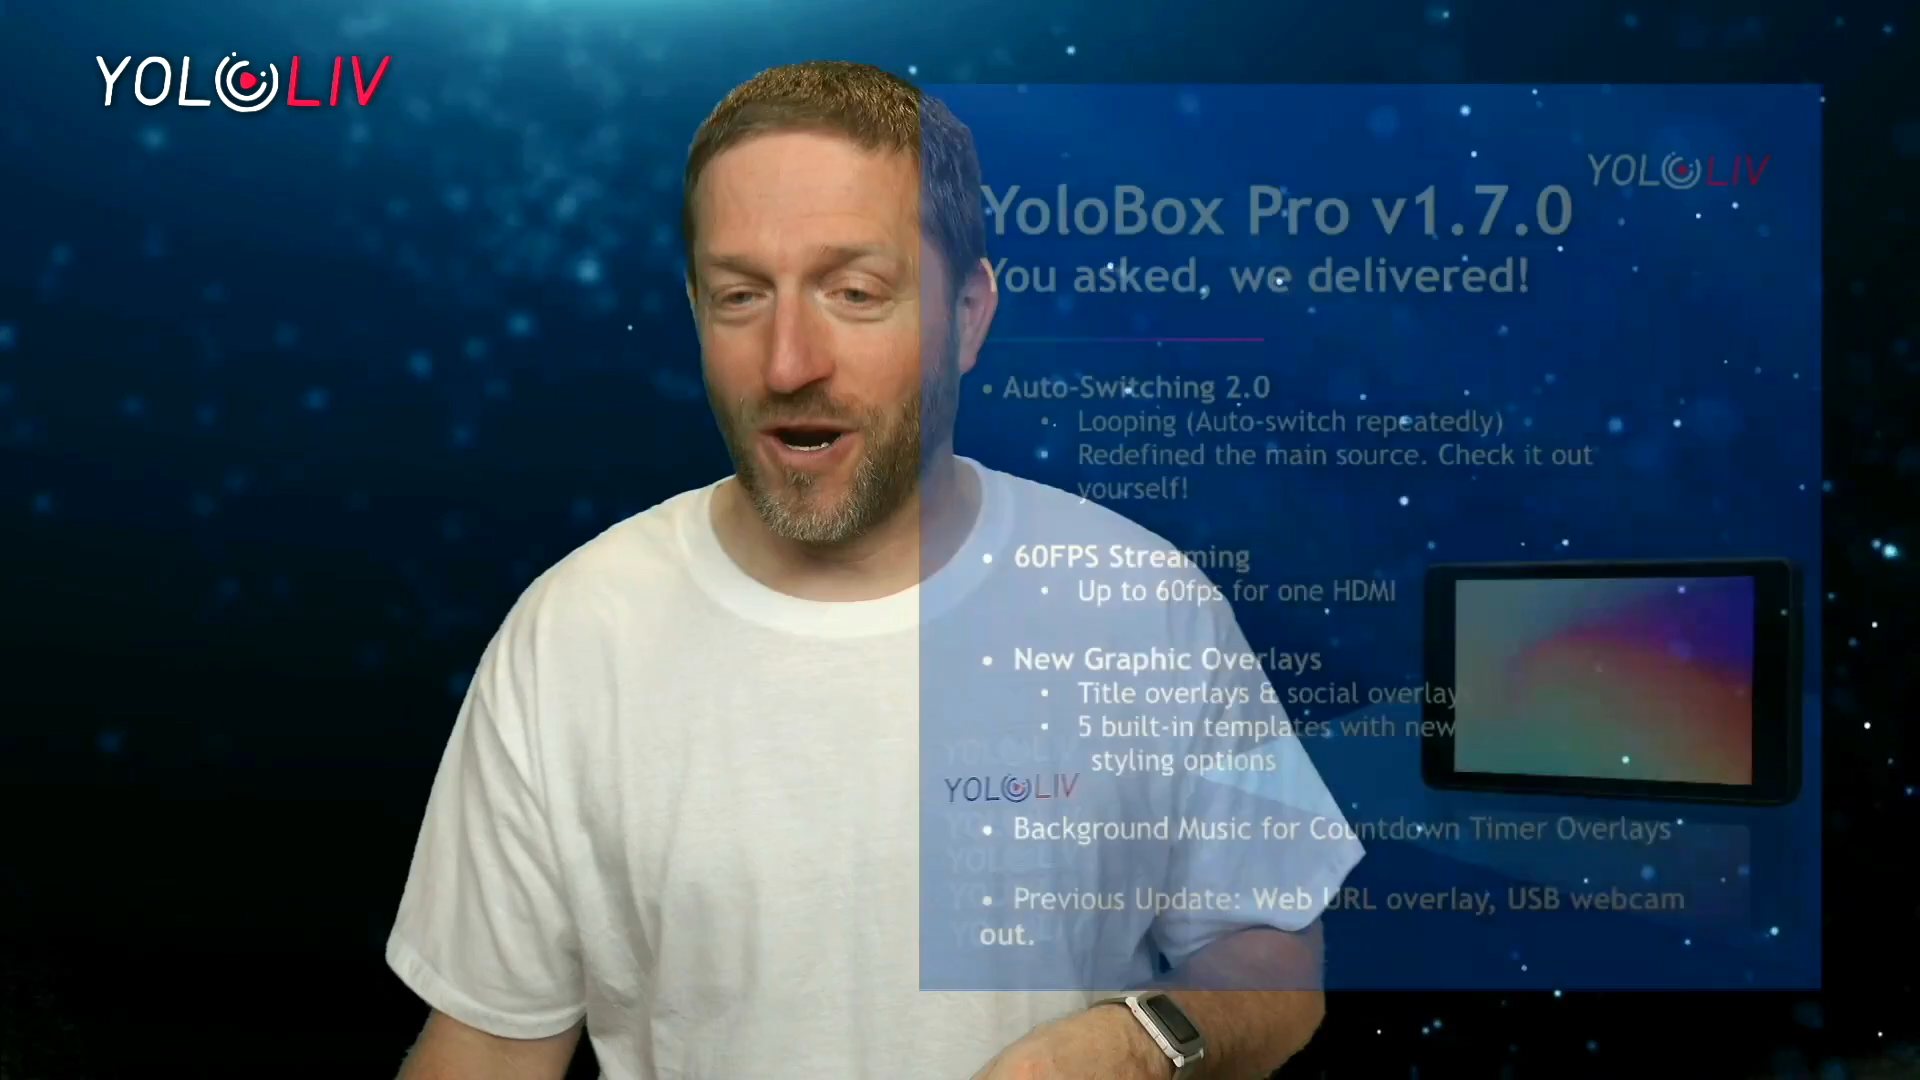 YOLOLIV
YOLOLIV
YoloBox Pro v1.7.0
You asked, we delivered!
• Auto-Switching 2.0
• Looping (Auto-switch repeatedly)
• Redefined the main source. Check it out
yourself!
• 60FPS Streaming
• Up to 60fps for one HDMI
• New Graphic Overlays
• Title overlays & social overlay
• 5 built-in templates with new
styling options
YOLOLIV
• Background Music for Countdown Timer Overlays
• Previous Update: Web URL overlay, USB webcam
out.